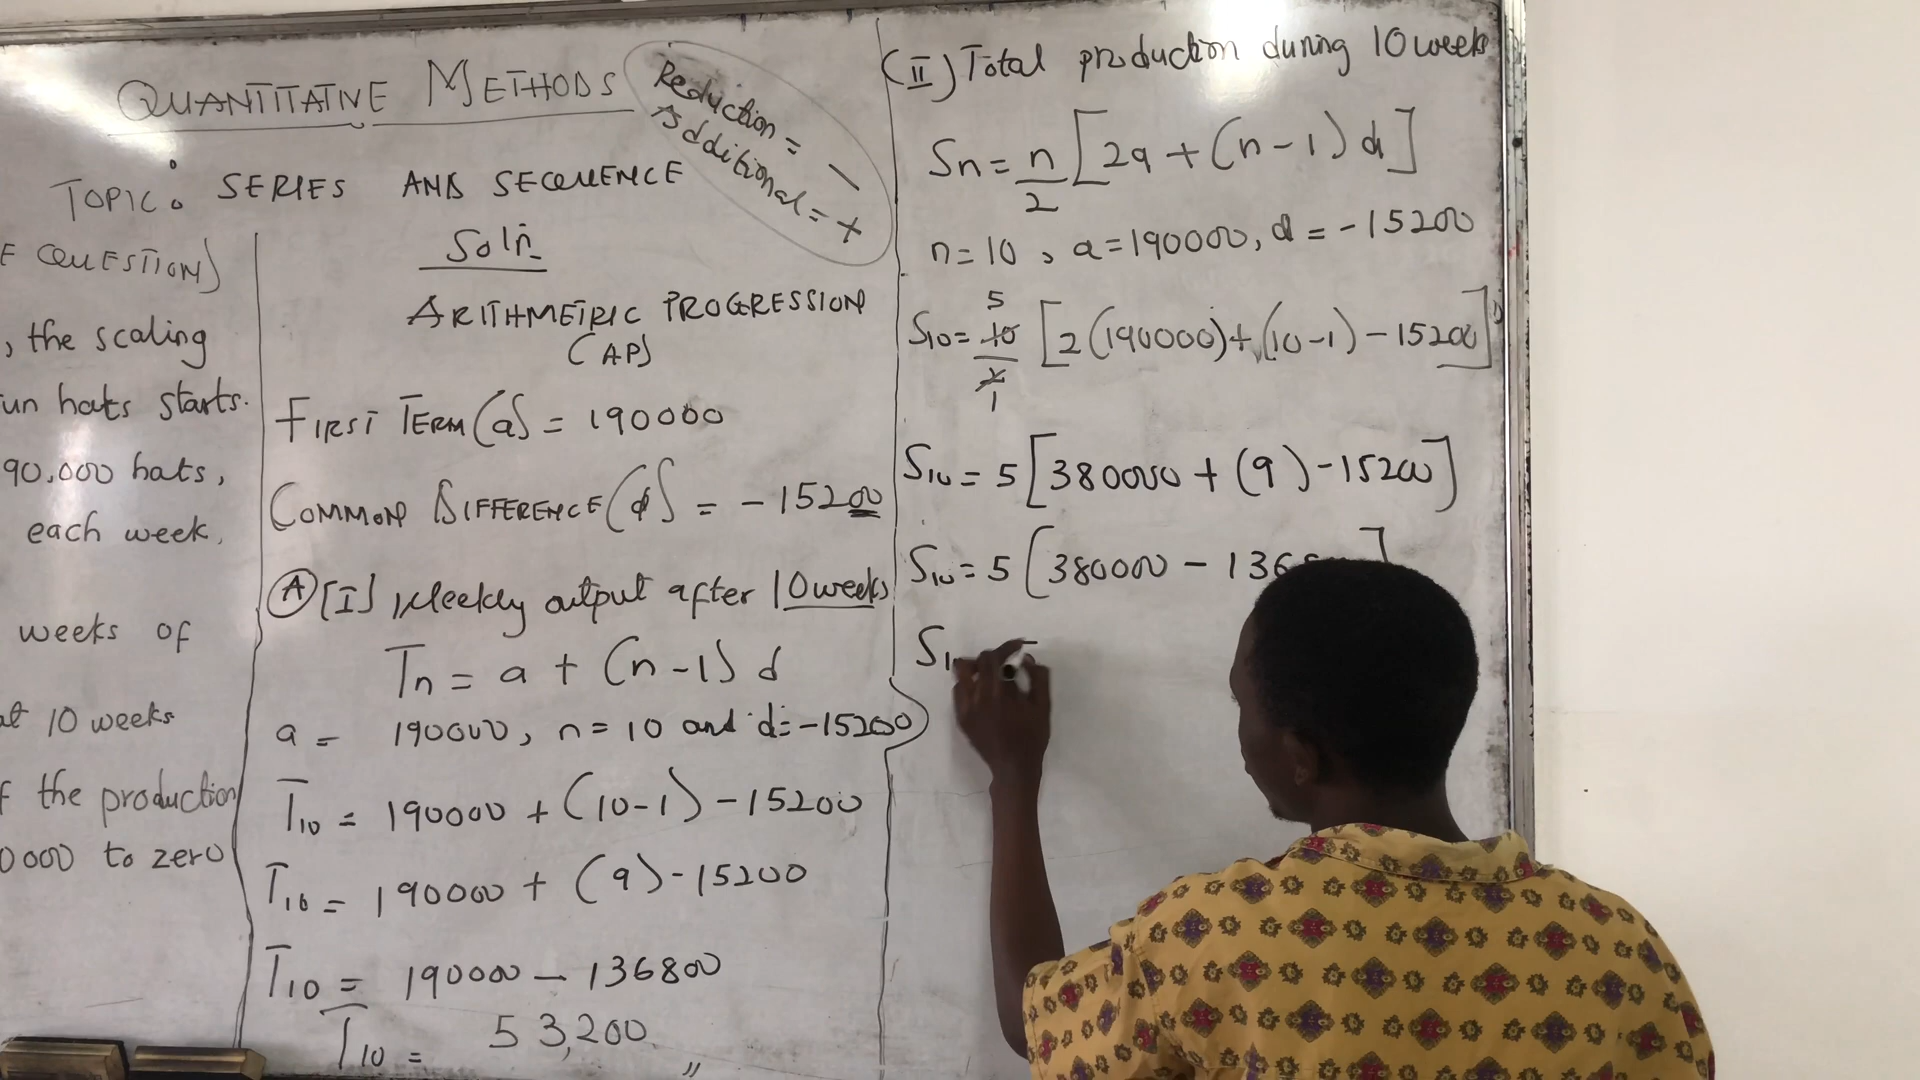 QUANTITATIVE METHODS
TOPIC: SERIES AND SEQUENCE
Reduction = -
Additional = +
QUESTION)
, the scaling
hats starts.
90,000 hats,
each week,
weeks of
at 10 weeks
the production
0000 to zero
Soln
ARITHMETRIC PROGRESSION
(AP)
FIRST TERM (a) = 190000
COMMON DIFFERENCE (d) = -15200
(A) [I] Weekly output after 10 weeks
Tn = a + (n-1) d
a = 190000, n = 10 and d = -15200
T10 = 190000 + (10-1) -15200
T10 = 190000 + (9) -15200
T10 = 190000 - 136800
T10 = 53,200 "
(II) Total production during 10 weeks
Sn = n/2 [2a + (n-1) d]
n = 10, a = 190000, d = -15200
5
S10 = 10/2 [2(190000) + (10-1) -15200]
1
S10 = 5 [380000 + (9) -15200]
S10 = 5 (380000 - 136